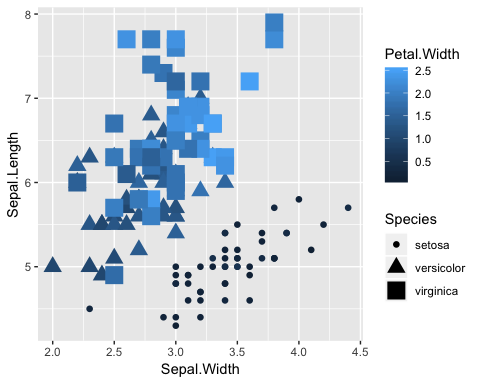 8
7
6
5
Sepal.Length
2.0 2.5 3.0 3.5 4.0 4.5
Sepal.Width
Petal.Width
2.5
2.0
1.5
1.0
0.5
Species
setosa
versicolor
virginica